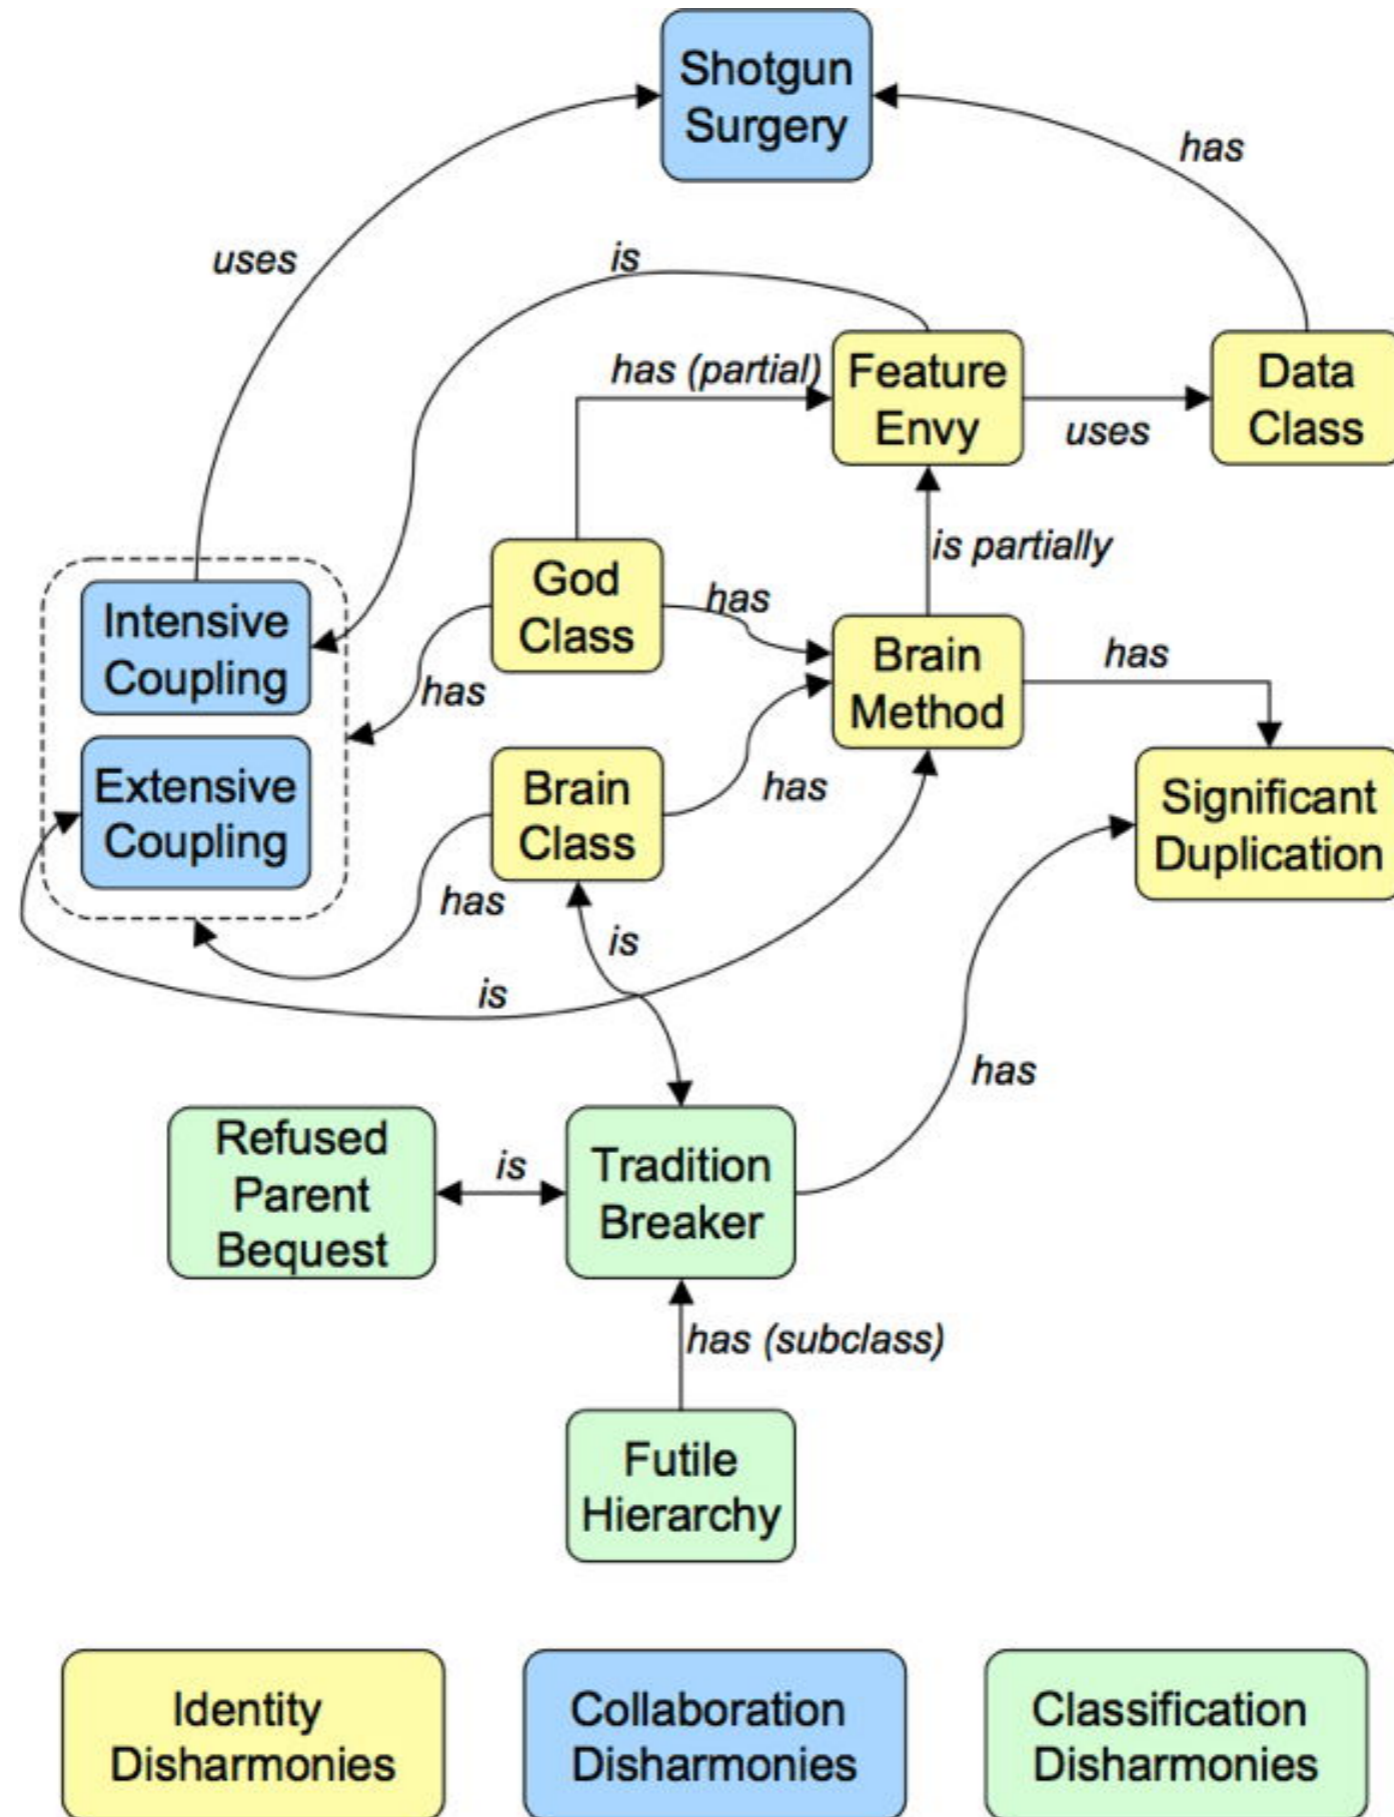 Shotgun
Surgery
has
uses
is
has (partial)
Feature
Envy
uses
Data
Class
is partially
God
Class
has
Intensive
Coupling
has
Brain
Method
has
Extensive
Coupling
Brain
Class
has
Significant
Duplication
has
is
is
has
Refused
Parent
Bequest
is
Tradition
Breaker
has (subclass)
Futile
Hierarchy
Identity
Disharmonies
Collaboration
Disharmonies
Classification
Disharmonies